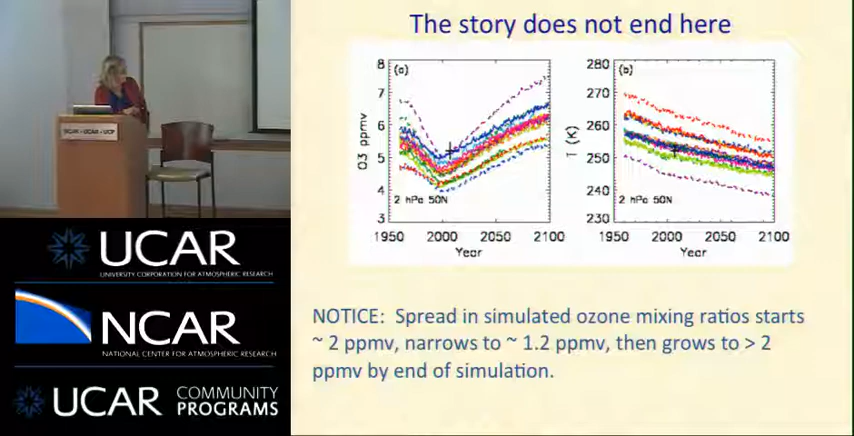 The story does not end here
8
7
6
5
4
3
O3 ppmv
(a)
2 hPa 50N
1950 2000 2050 2100
Year
280
270
260
250
240
230
T (K)
(b)
2 hPa 50N
1950 2000 2050 2100
Year
NOTICE: Spread in simulated ozone mixing ratios starts
~ 2 ppmv, narrows to ~ 1.2 ppmv, then grows to > 2
ppmv by end of simulation.
UCAR
UNIVERSITY CORPORATION FOR ATMOSPHERIC RESEARCH
NCAR
NATIONAL CENTER FOR ATMOSPHERIC RESEARCH
UCAR COMMUNITY
PROGRAMS